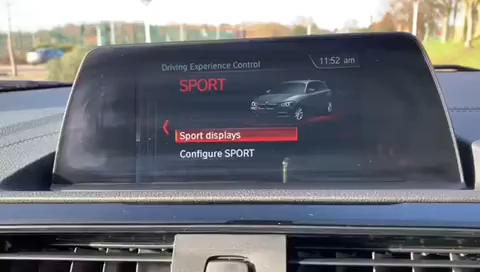 Driving Experience Control
11:52 am
SPORT
Sport displays
Configure SPORT